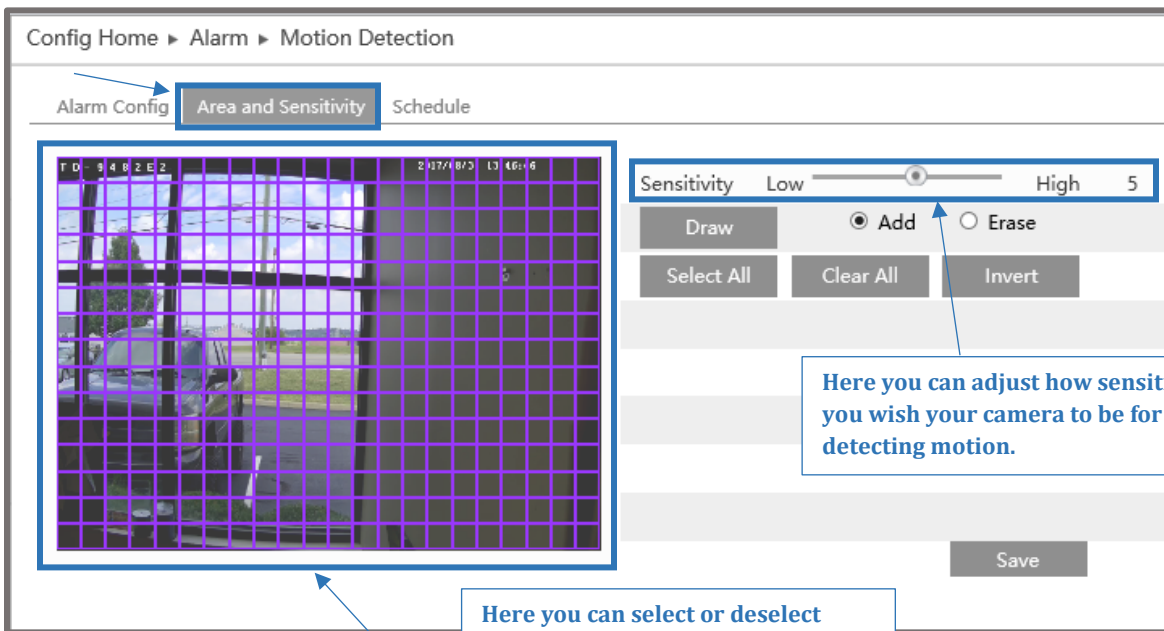 Config Home ▸ Alarm ▸ Motion Detection
Alarm Config Area and Sensitivity Schedule
TD-94B2E2
Sensitivity Low High 5
Draw Add Erase
Select All Clear All Invert
Here you can adjust how
you wish your camera to be for
detecting motion.
Save
Here you can select or deselect